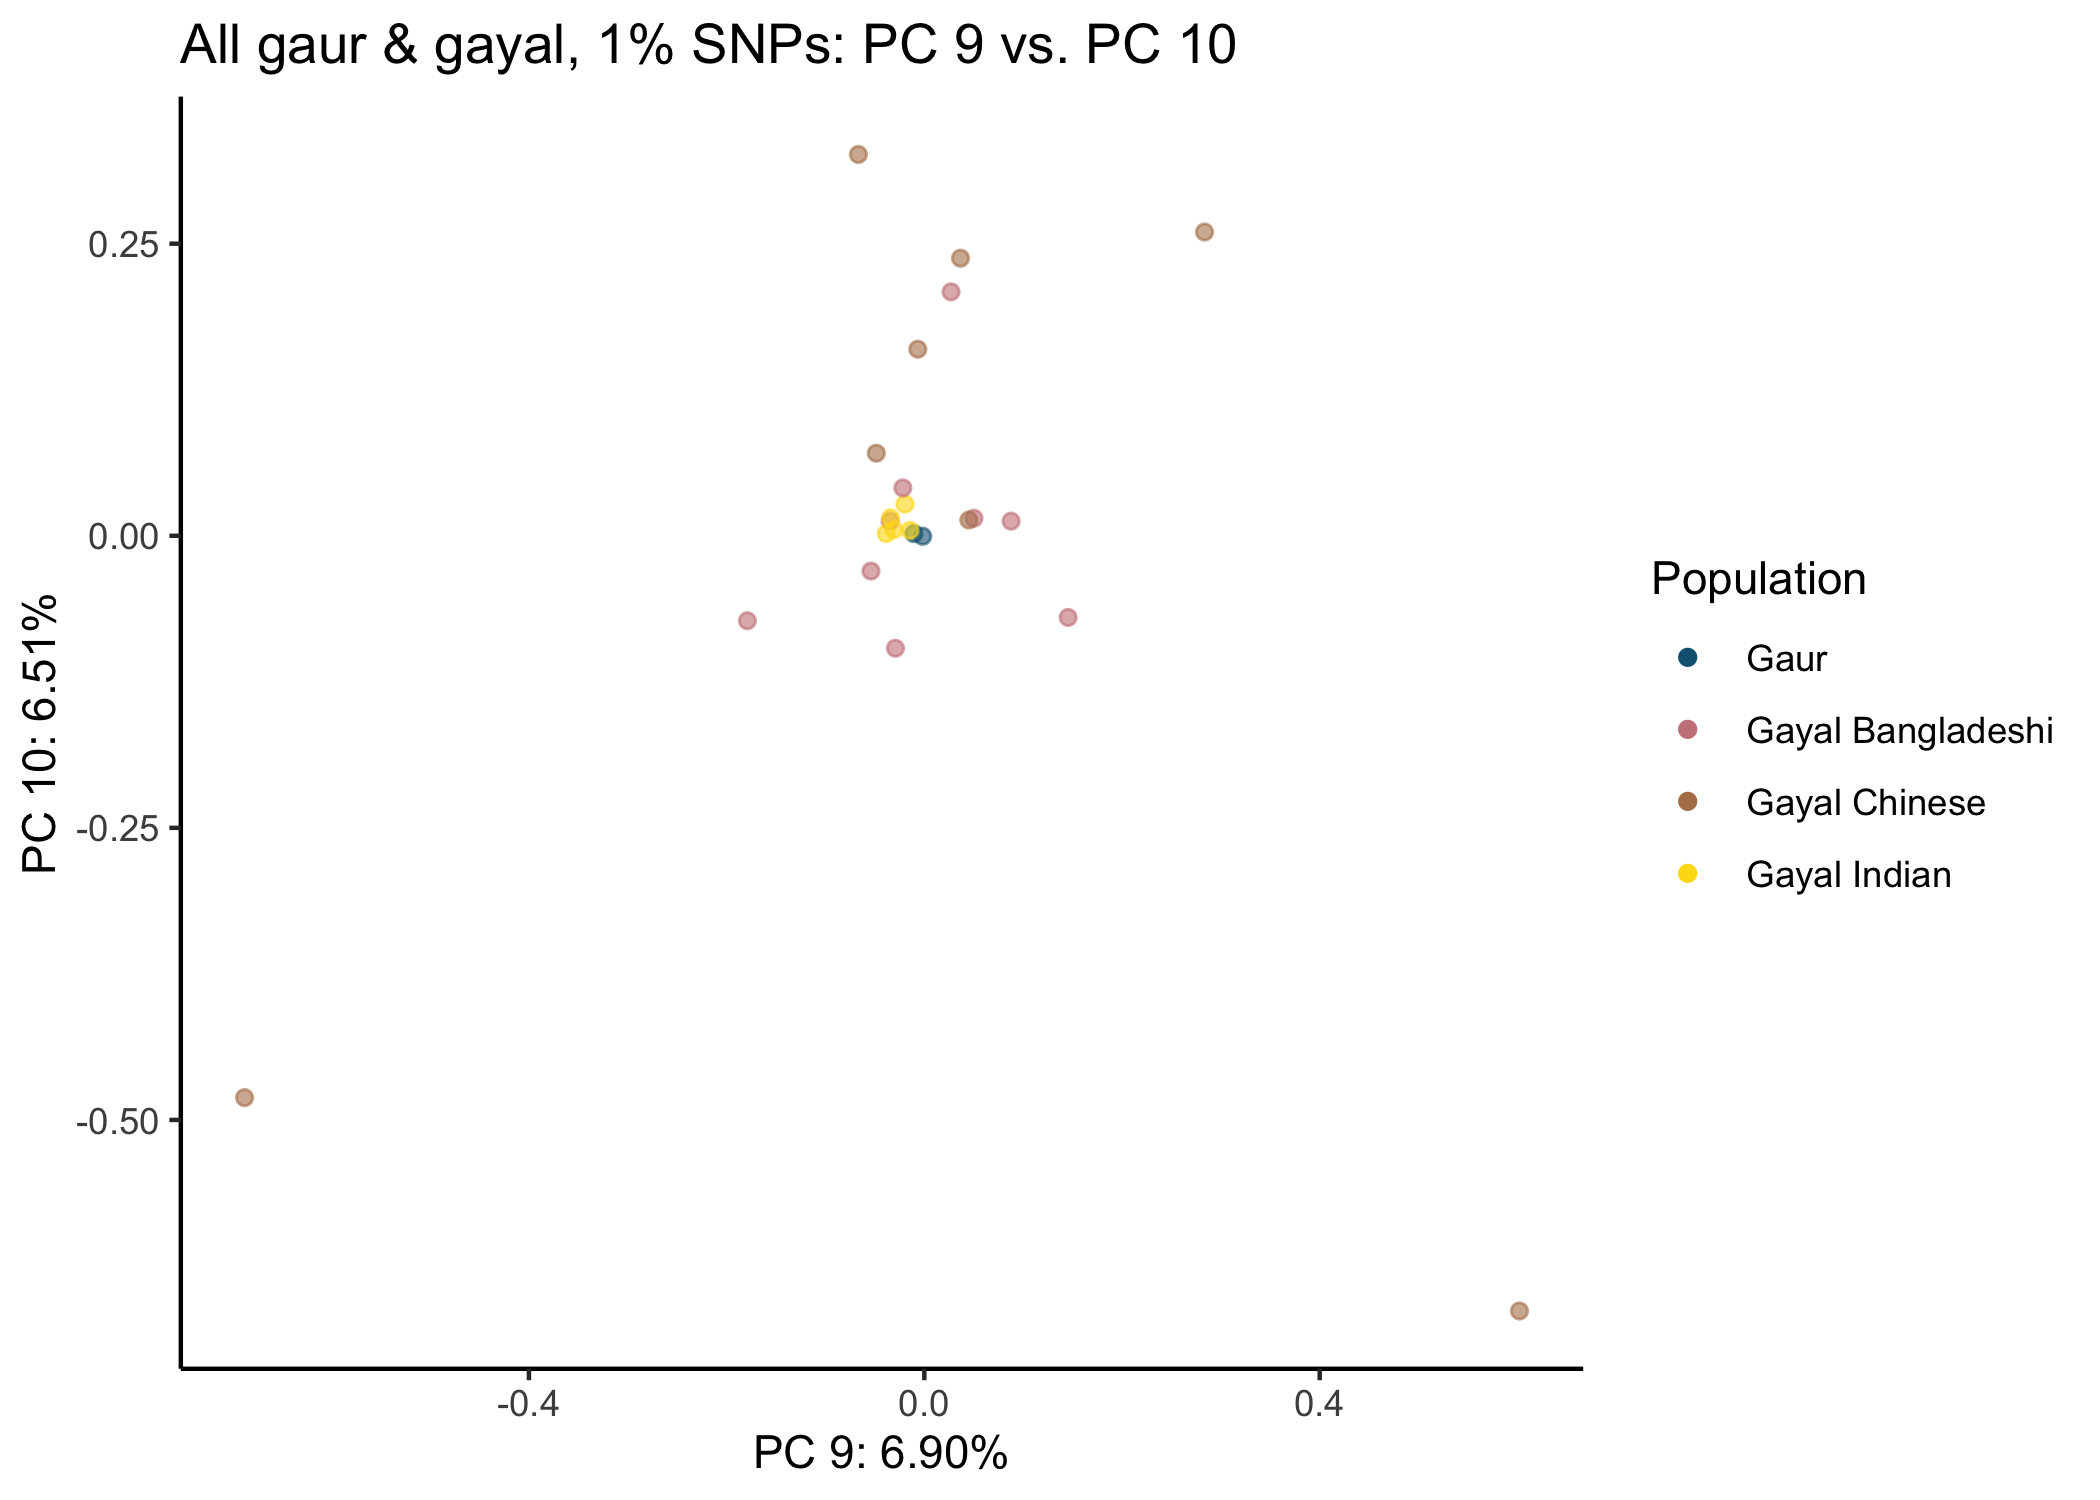 All gaur & gayal, 1% SNPs: PC 9 vs. PC 10
0.25
0.00
-0.25
-0.50
PC 10: 6.51%
-0.4
0.0
0.4
PC 9: 6.90%
Population
Gaur
Gayal Bangladeshi
Gayal Chinese
Gayal Indian